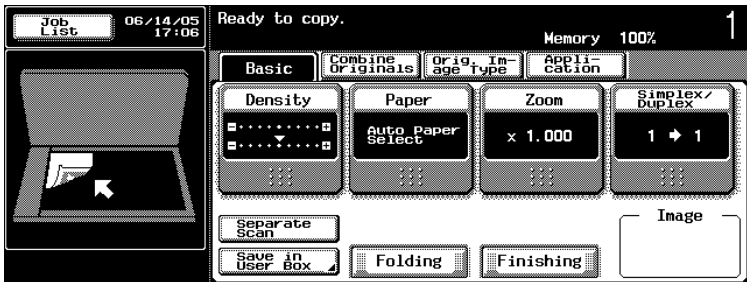 Job
List
06/14/05
17:06
Ready to copy.
Memory 100%
1
Basic
Combine
Originals
Orig. Im-
age Type
Appli-
cation
Density
Paper
Auto Paper
Select
Zoom
× 1.000
Simplex/
Duplex
1 ➔ 1
Separate
Scan
Save in
User Box
Folding
Finishing
Image